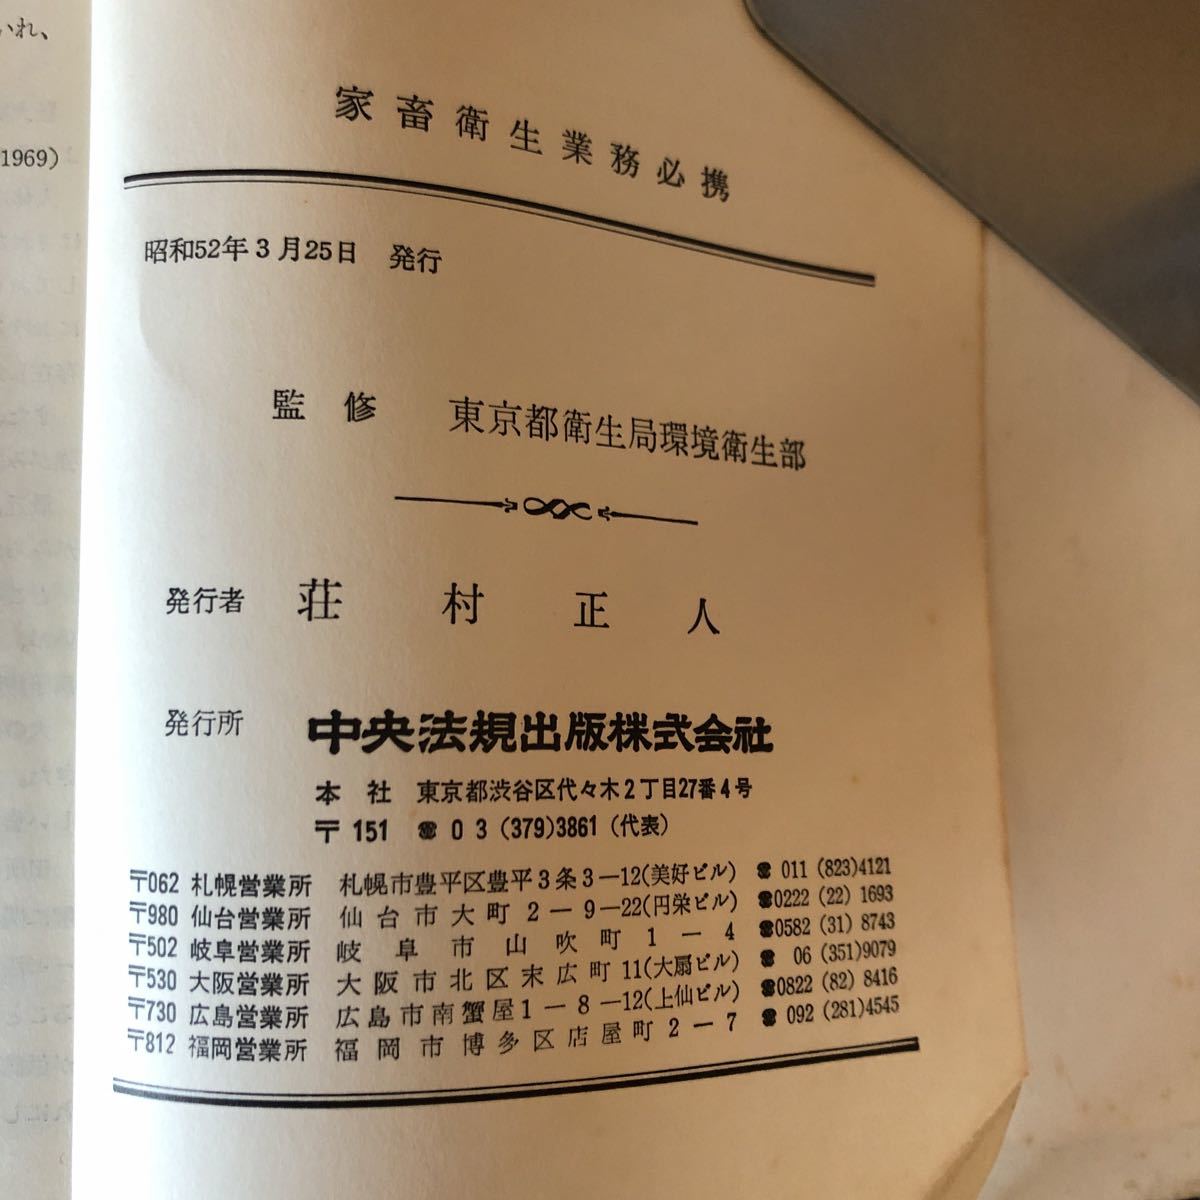 いれ、
1969)
家畜衛生業務必携
昭和52年3月25日 発行
監修 東京都衛生局環境衛生部
発行者 荘村正人
発行所 中央法規出版株式会社
本社 東京都渋谷区代々木2丁目27番4号
〒151 ☎03(379)3861(代表)
〒062 札幌営業所 札幌市豊平区豊平3条3―12(美好ビル) ☎011(823)4121
〒980 仙台営業所 仙台市大町2―9―22(円栄ビル) ☎0222(22)1693
〒502 岐阜営業所 岐阜市山吹町1―4 ☎0582(31)8743
〒530 大阪営業所 大阪市北区末広町11(大扇ビル) ☎06(351)9079
〒730 広島営業所 広島市南蟹屋1―8―12(上仙ビル) ☎0822(82)8416
〒812 福岡営業所 福岡市博多区店屋町2―7 ☎092(281)4545